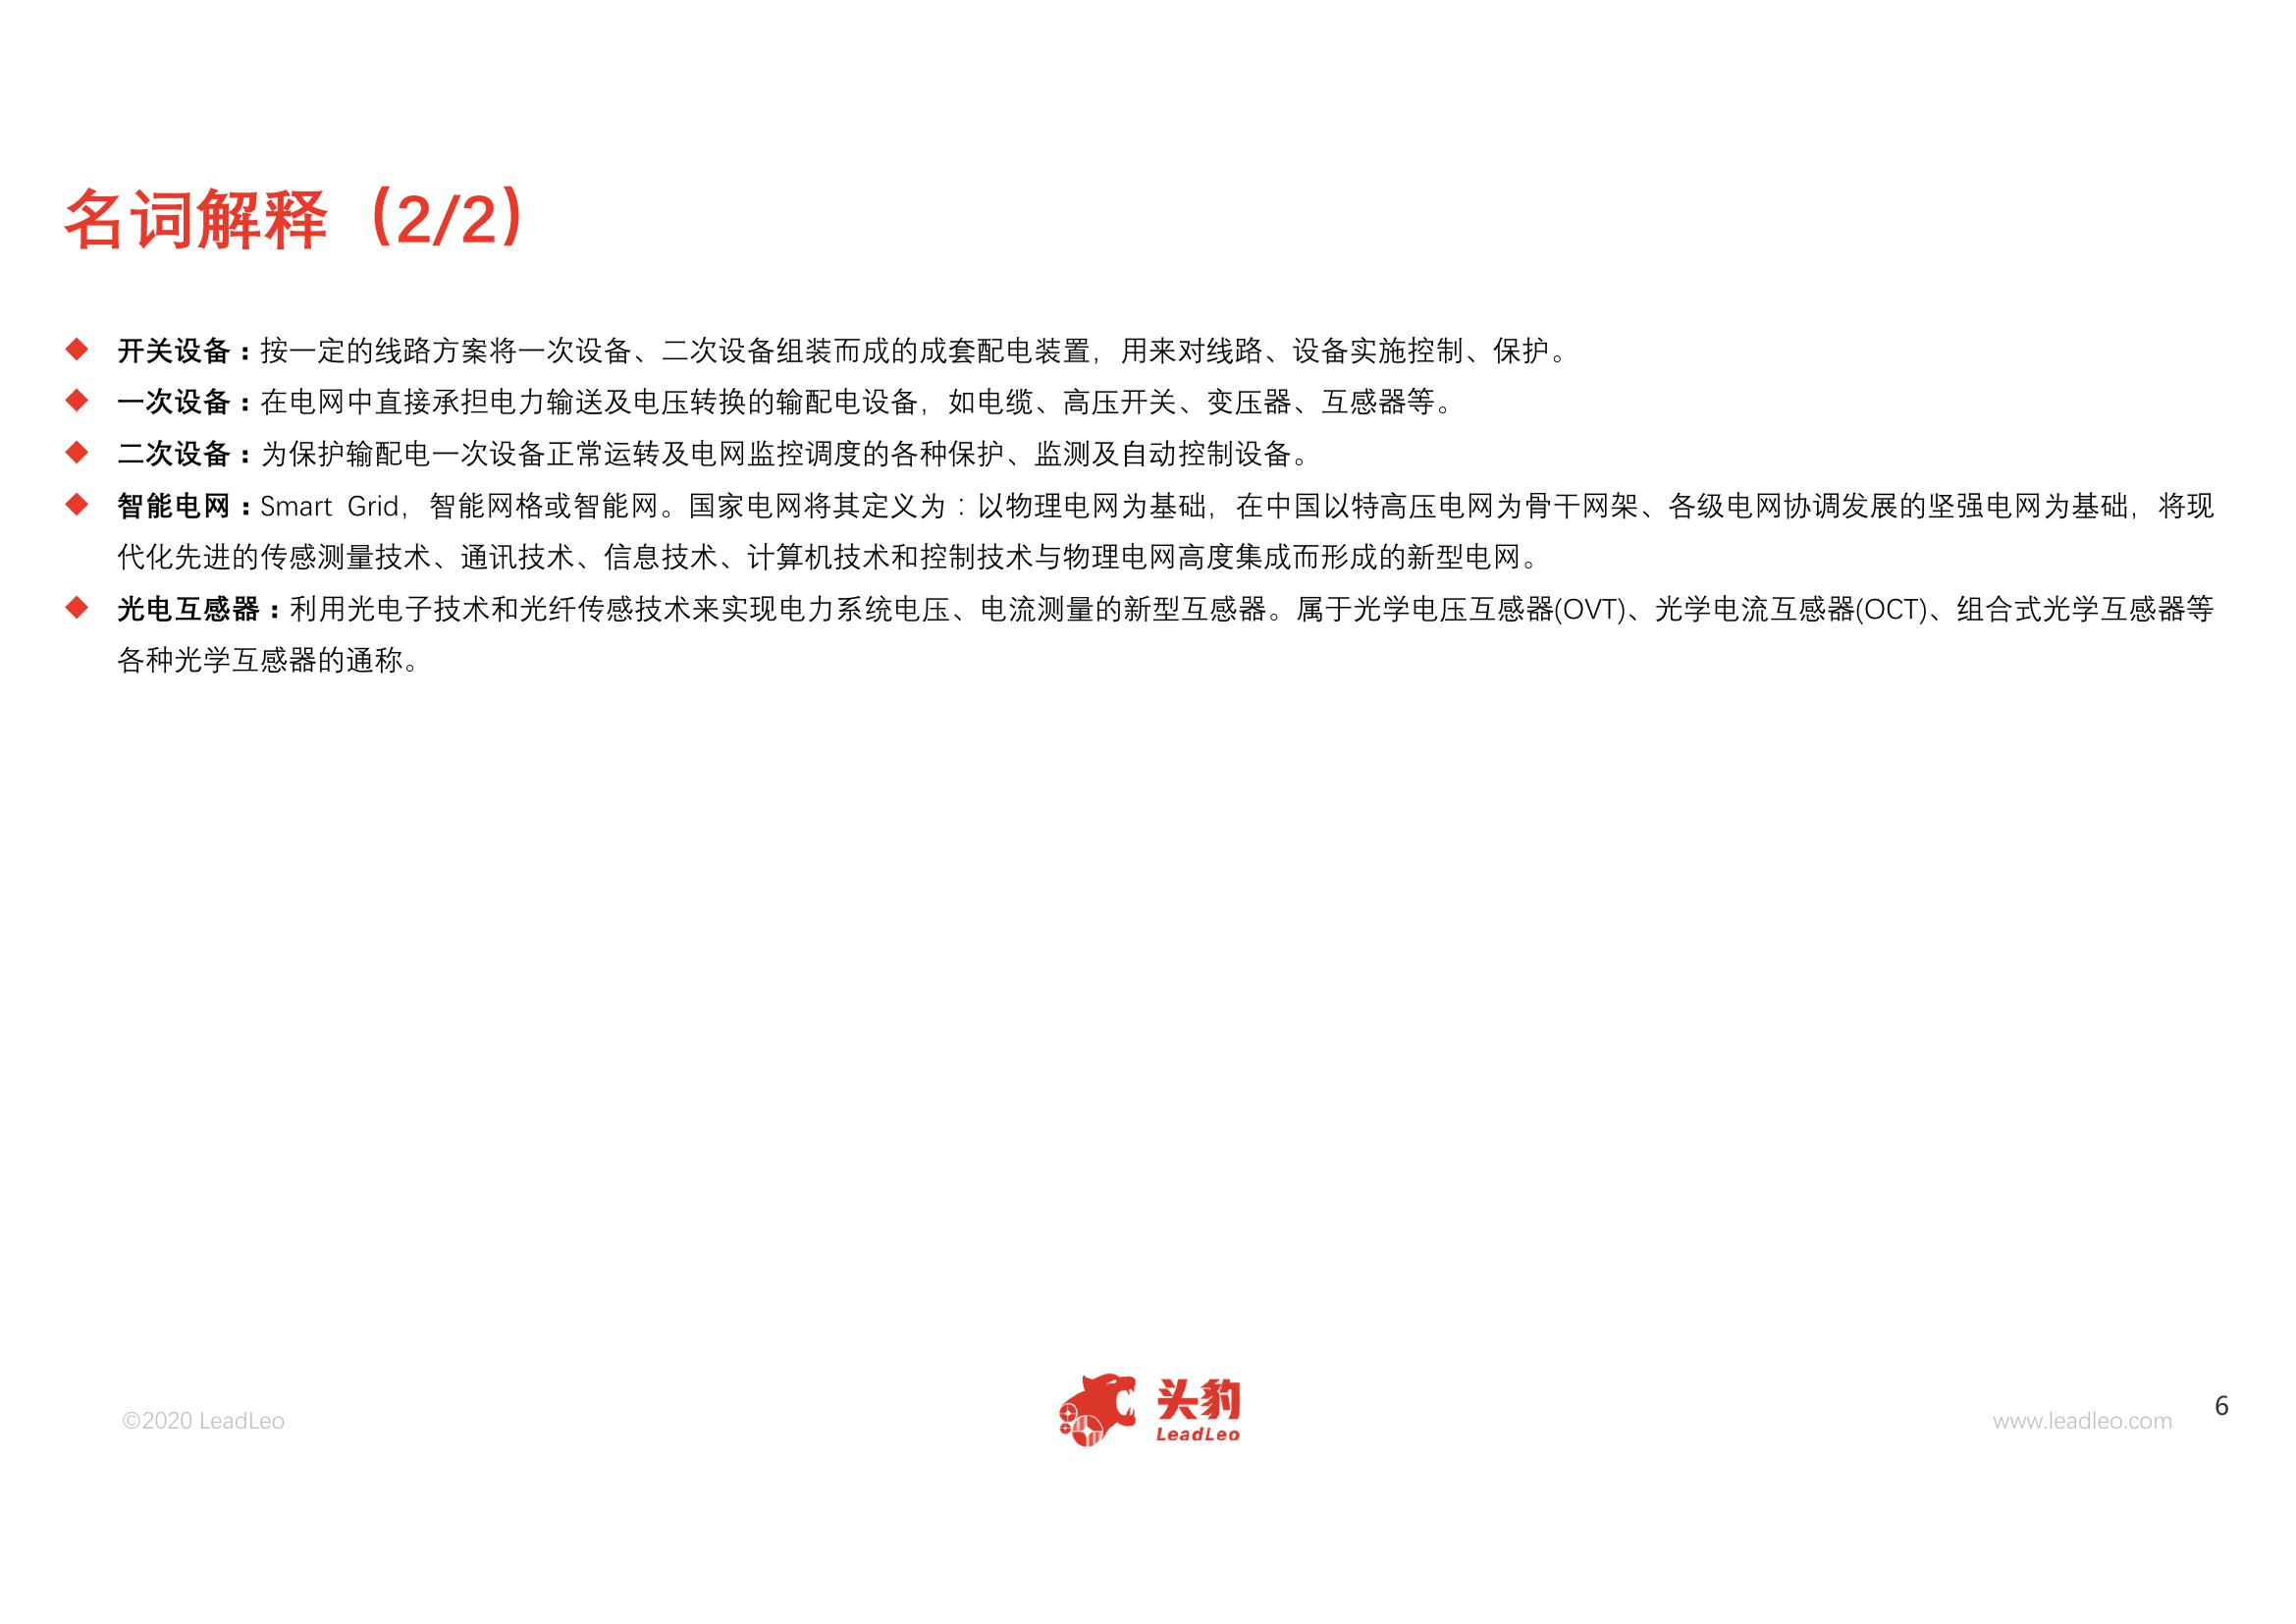 名词解释（2/2）
◆ 开关设备：按一定的线路方案将一次设备、二次设备组装而成的成套配电装置，用来对线路、设备实施控制、保护。
◆ 一次设备：在电网中直接承担电力输送及电压转换的输配电设备，如电缆、高压开关、变压器、互感器等。
◆ 二次设备：为保护输配电一次设备正常运转及电网监控调度的各种保护、监测及自动控制设备。
◆ 智能电网：Smart Grid，智能网格或智能网。国家电网将其定义为：以物理电网为基础，在中国以特高压电网为骨干网架、各级电网协调发展的坚强电网为基础，将现
代化先进的传感测量技术、通讯技术、信息技术、计算机技术和控制技术与物理电网高度集成而形成的新型电网。
◆ 光电互感器：利用光电子技术和光纤传感技术来实现电力系统电压、电流测量的新型互感器。属于光学电压互感器(OVT)、光学电流互感器(OCT)、组合式光学互感器等
各种光学互感器的通称。
©2020 LeadLeo
头豹
LeadLeo
www.leadleo.com
6